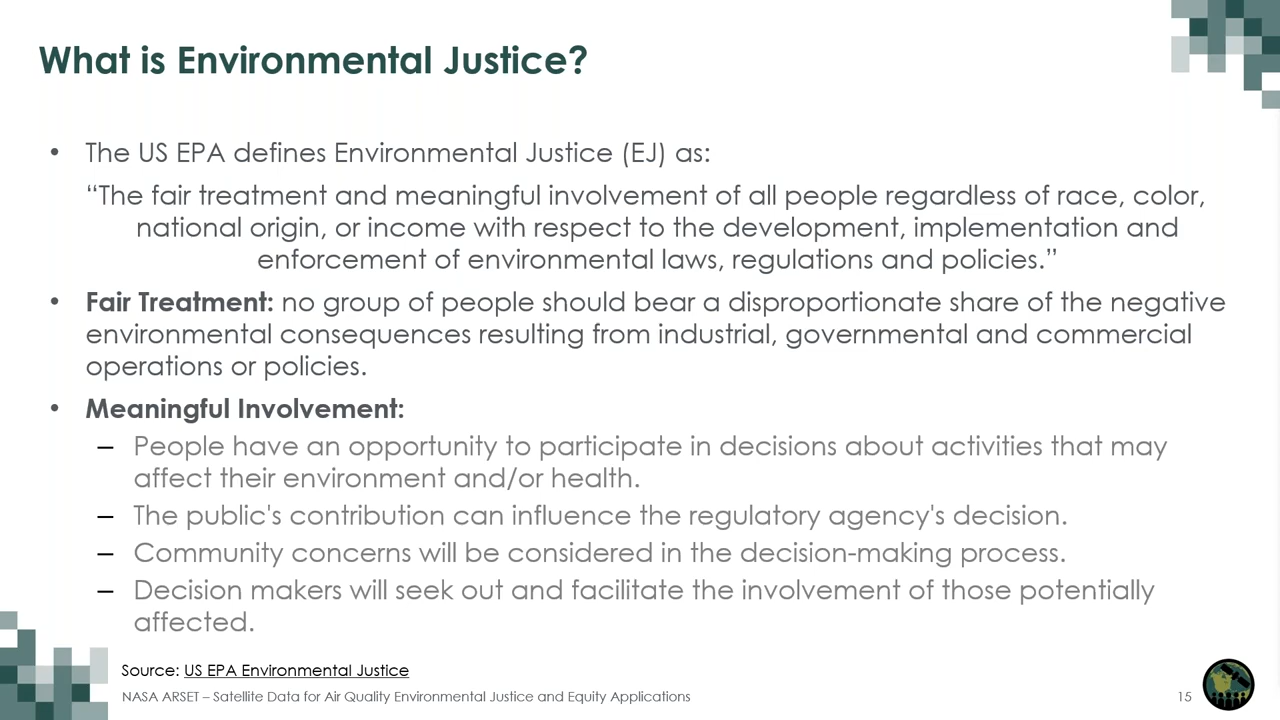 What is Environmental Justice?
• The US EPA defines Environmental Justice (EJ) as:
“The fair treatment and meaningful involvement of all people regardless of race, color,
national origin, or income with respect to the development, implementation and
enforcement of environmental laws, regulations and policies.”
• Fair Treatment: no group of people should bear a disproportionate share of the negative
environmental consequences resulting from industrial, governmental and commercial
operations or policies.
• Meaningful Involvement:
– People have an opportunity to participate in decisions about activities that may
affect their environment and/or health.
– The public's contribution can influence the regulatory agency's decision.
– Community concerns will be considered in the decision-making process.
– Decision makers will seek out and facilitate the involvement of those potentially
affected.
Source: US EPA Environmental Justice
NASA ARSET – Satellite Data for Air Quality Environmental Justice and Equity Applications
15